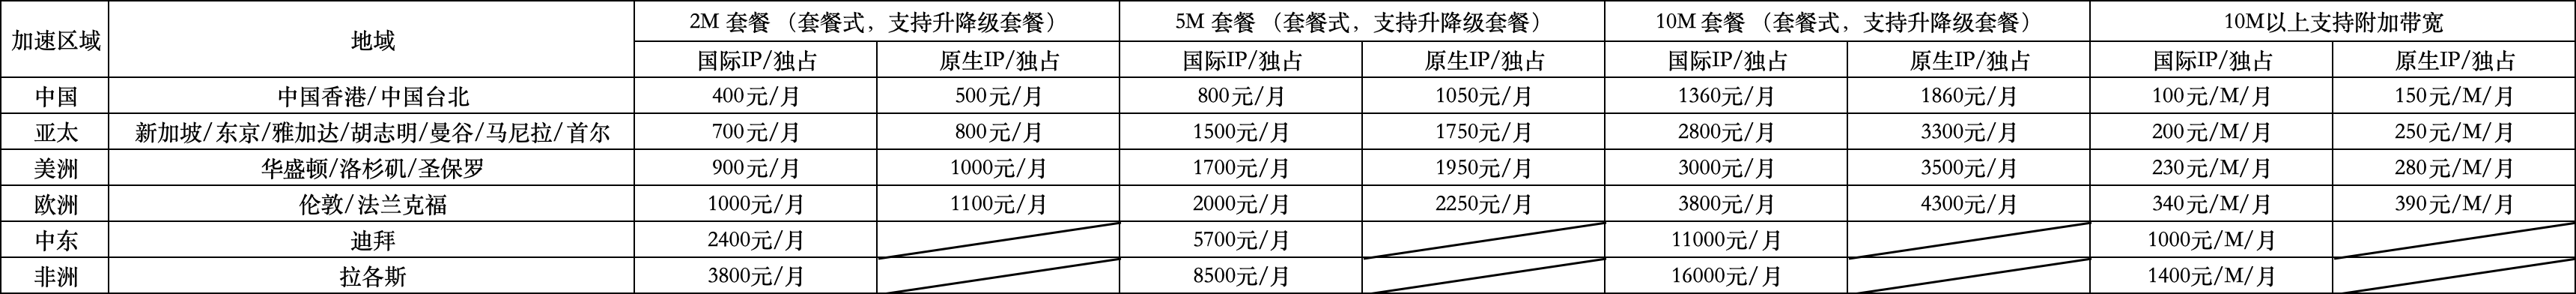 加速区域 地域 2M 套餐 （套餐式，支持升降级套餐） 5M 套餐 （套餐式，支持升降级套餐） 10M 套餐 （套餐式，支持升降级套餐） 10M以上支持附加带宽
国际IP/独占 原生IP/独占 国际IP/独占 原生IP/独占 国际IP/独占 原生IP/独占 国际IP/独占 原生IP/独占
中国 中国香港/中国台北 400元/月 500元/月 800元/月 1050元/月 1360元/月 1860元/月 100元/M/月 150元/M/月
亚太 新加坡/东京/雅加达/胡志明/曼谷/马尼拉/首尔 700元/月 800元/月 1500元/月 1750元/月 2800元/月 3300元/月 200元/M/月 250元/M/月
美洲 华盛顿/洛杉矶/圣保罗 900元/月 1000元/月 1700元/月 1950元/月 3000元/月 3500元/月 230元/M/月 280元/M/月
欧洲 伦敦/法兰克福 1000元/月 1100元/月 2000元/月 2250元/月 3800元/月 4300元/月 340元/M/月 390元/M/月
中东 迪拜 2400元/月 5700元/月 11000元/月 1000元/M/月
非洲 拉各斯 3800元/月 8500元/月 16000元/月 1400元/M/月